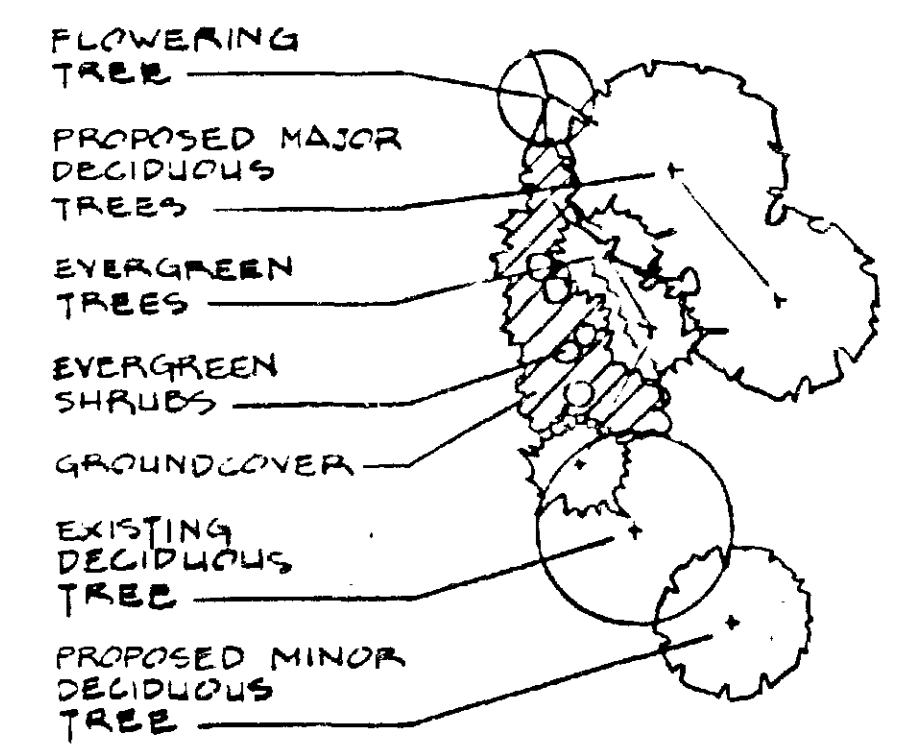 FLOWERING
TREE
PROPOSED MAJOR
DECIDUOUS
TREES
EVERGREEN
TREES
EVERGREEN
SHRUBS
GROUNDCOVER
EXISTING
DECIDUOUS
TREE
PROPOSED MINOR
DECIDUOUS
TREE